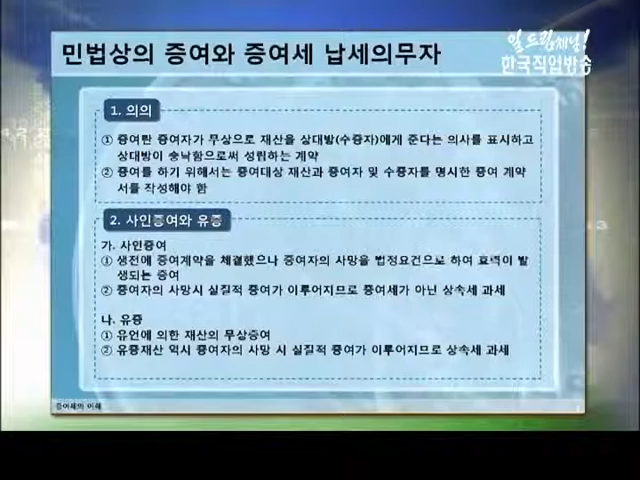 일 드림 채널!
한국직업방송
민법상의 증여와 증여세 납세의무자
1. 의의
① 증여란 증여자가 무상으로 재산을 상대방(수증자)에게 준다는 의사를 표시하고
상대방이 승낙함으로써 성립하는 계약
② 증여를 하기 위해서는 증여대상 재산과 증여자 및 수증자를 명시한 증여 계약
서를 작성해야 함
2. 사인증여와 유증
가. 사인증여
① 생전에 증여계약을 체결했으나 증여자의 사망을 법정요건으로 하여 효력이 발
생되는 증여
② 증여자의 사망시 실질적 증여가 이루어지므로 증여세가 아닌 상속세 과세
나. 유증
① 유언에 의한 재산의 무상증여
② 유증재산 역시 증여자의 사망 시 실질적 증여가 이루어지므로 상속세 과세
증여세의 이해